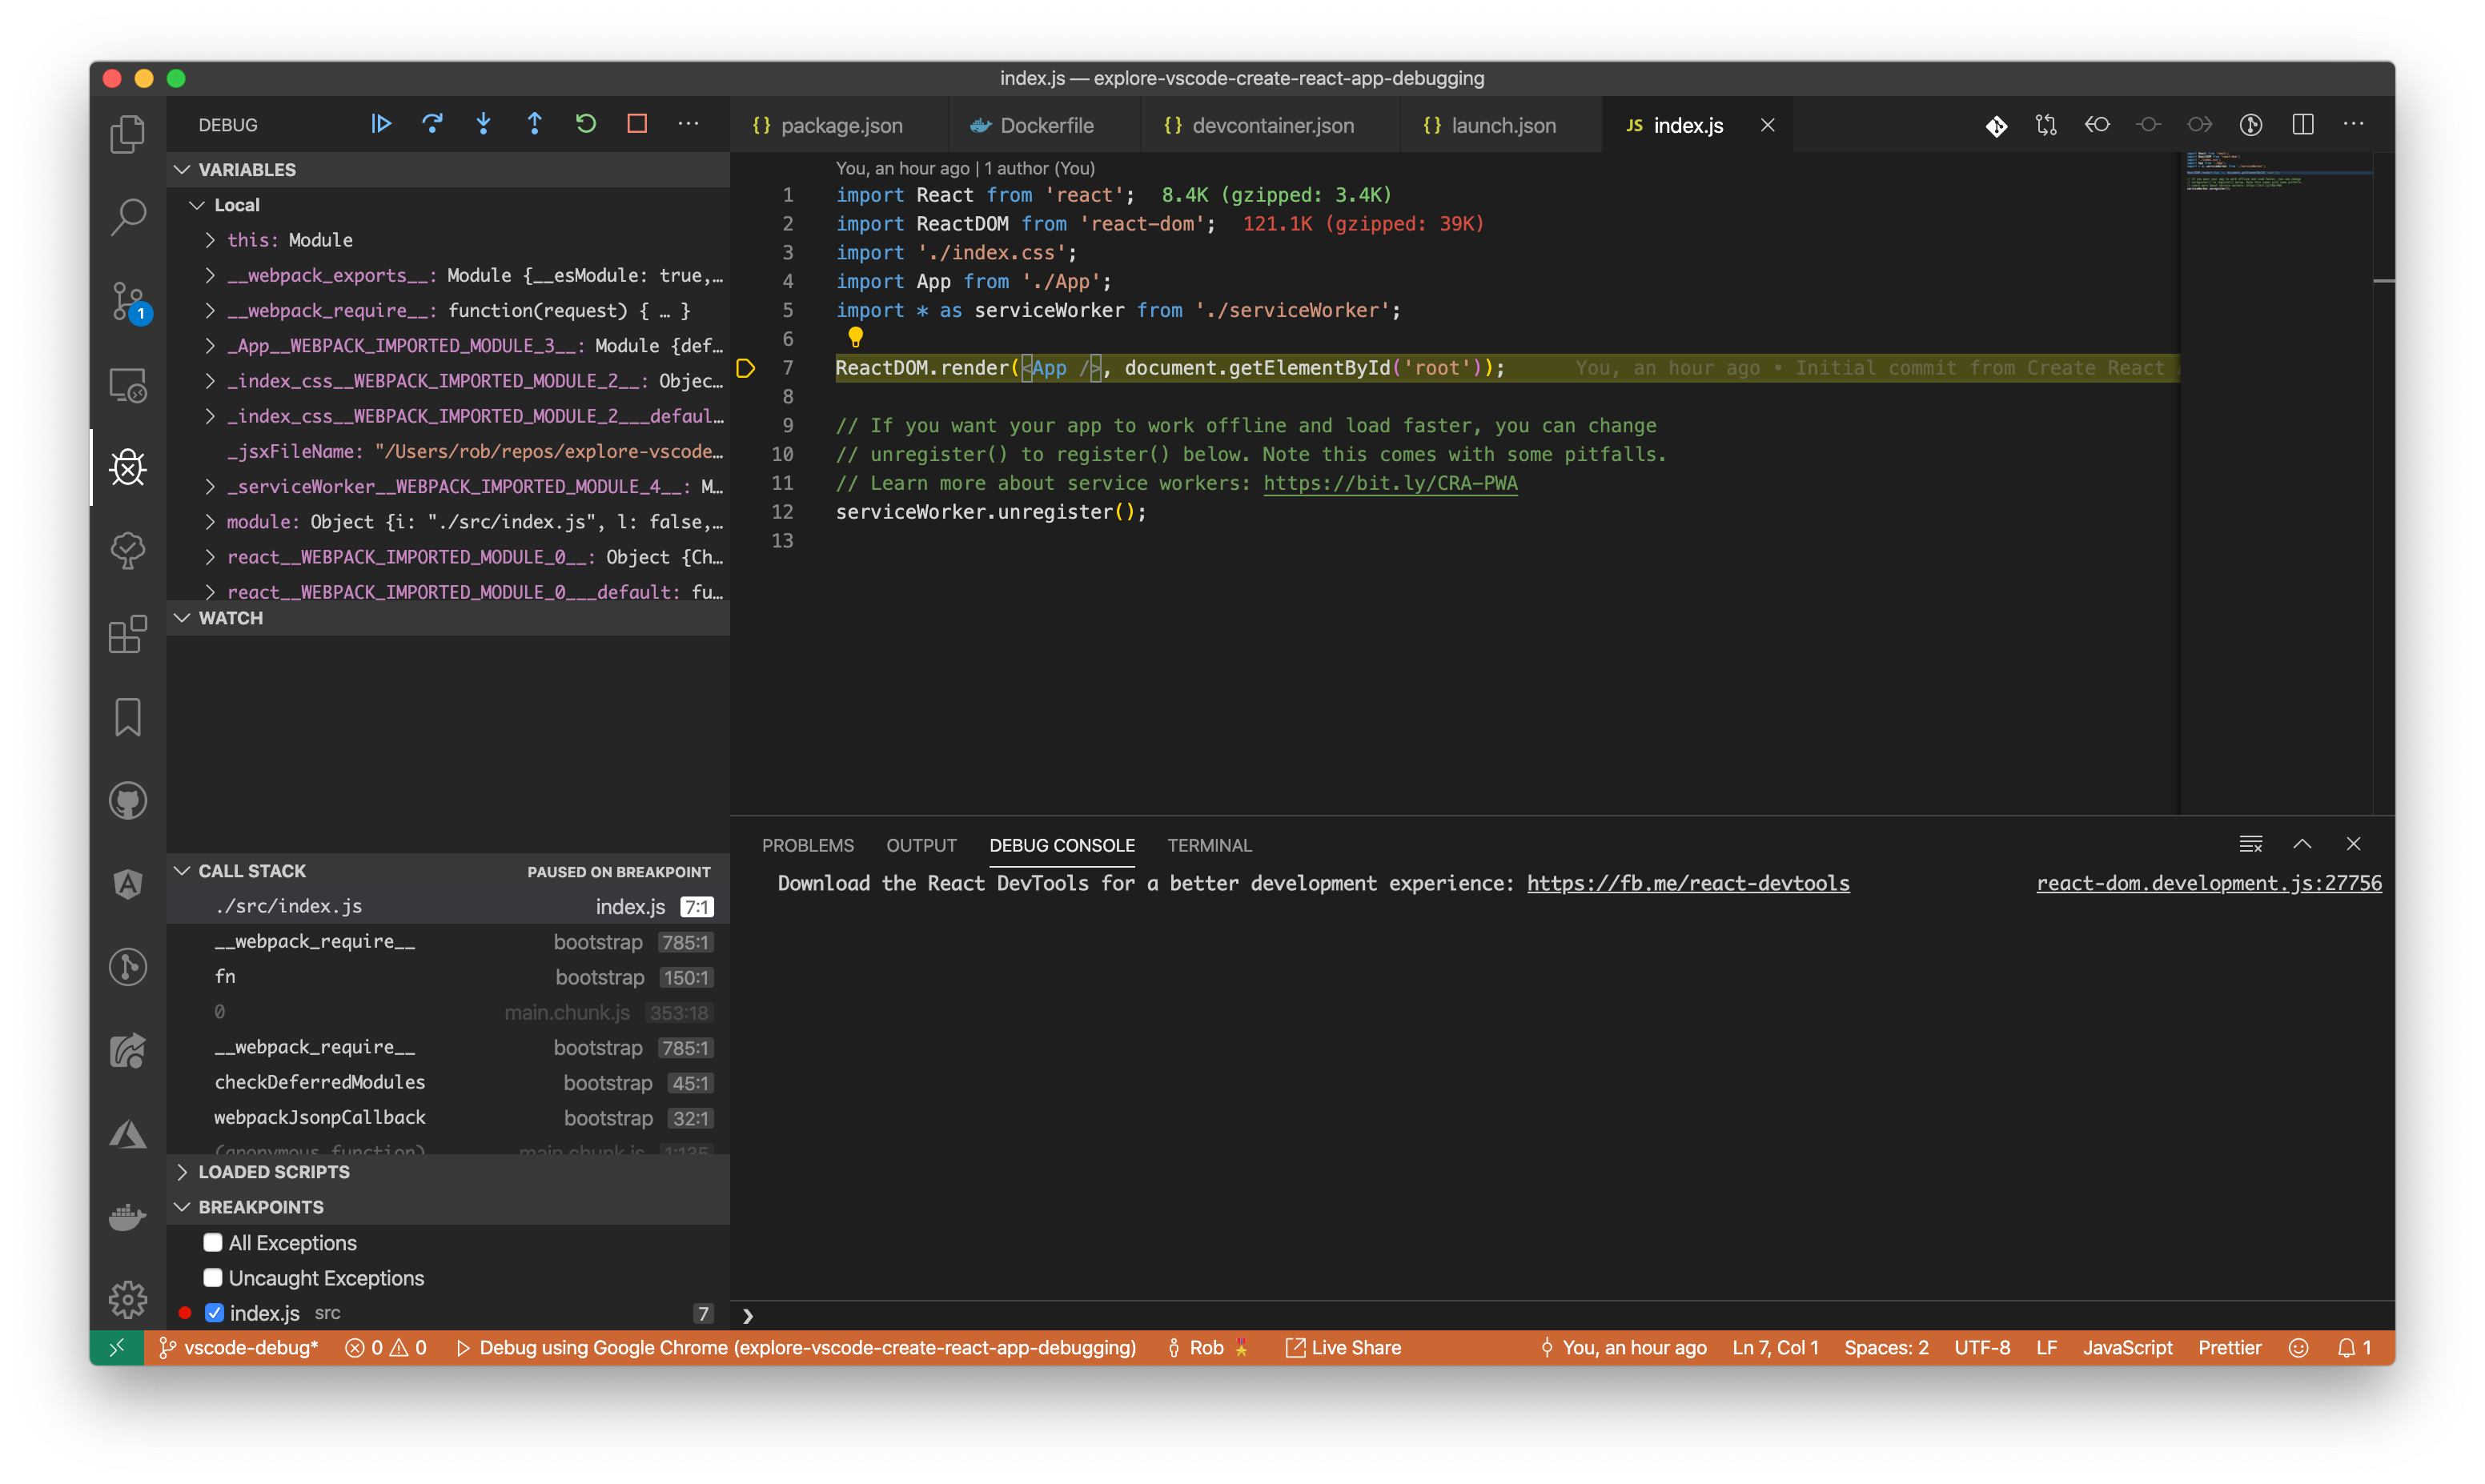 index.js — explore-vscode-create-react-app-debugging
DEBUG
package.json
Dockerfile
devcontainer.json
launch.json
JS index.js
VARIABLES
Local
this: Module
__webpack_exports__: Module {__esModule: true,…
__webpack_require__: function(request) { … }
_App__WEBPACK_IMPORTED_MODULE_3__: Module {def…
_index_css__WEBPACK_IMPORTED_MODULE_2__: Objec…
_index_css__WEBPACK_IMPORTED_MODULE_2___defaul…
_jsxFileName: "/Users/rob/repos/explore-vscode…
_serviceWorker__WEBPACK_IMPORTED_MODULE_4__: M…
module: Object {i: "./src/index.js", l: false,…
react__WEBPACK_IMPORTED_MODULE_0__: Object {Ch…
react__WEBPACK_IMPORTED_MODULE_0___default: fu…
WATCH
CALL STACK PAUSED ON BREAKPOINT
./src/index.js index.js 7:1
__webpack_require__ bootstrap 785:1
fn bootstrap 150:1
0 main.chunk.js 353:18
__webpack_require__ bootstrap 785:1
checkDeferredModules bootstrap 45:1
webpackJsonpCallback bootstrap 32:1
(anonymous function) main.chunk.js 1:135
LOADED SCRIPTS
BREAKPOINTS
All Exceptions
Uncaught Exceptions
index.js src 7
1
You, an hour ago | 1 author (You)
1 import React from 'react'; 8.4K (gzipped: 3.4K)
2 import ReactDOM from 'react-dom'; 121.1K (gzipped: 39K)
3 import './index.css';
4 import App from './App';
5 import * as serviceWorker from './serviceWorker';
6
7 ReactDOM.render(<App />, document.getElementById('root')); You, an hour ago • Initial commit from Create React
8
9 // If you want your app to work offline and load faster, you can change
10 // unregister() to register() below. Note this comes with some pitfalls.
11 // Learn more about service workers: https://bit.ly/CRA-PWA
12 serviceWorker.unregister();
13
PROBLEMS OUTPUT DEBUG CONSOLE TERMINAL
Download the React DevTools for a better development experience: https://fb.me/react-devtools react-dom.development.js:27756
vscode-debug* 0 0 Debug using Google Chrome (explore-vscode-create-react-app-debugging) Rob Live Share You, an hour ago Ln 7, Col 1 Spaces: 2 UTF-8 LF JavaScript Prettier 1